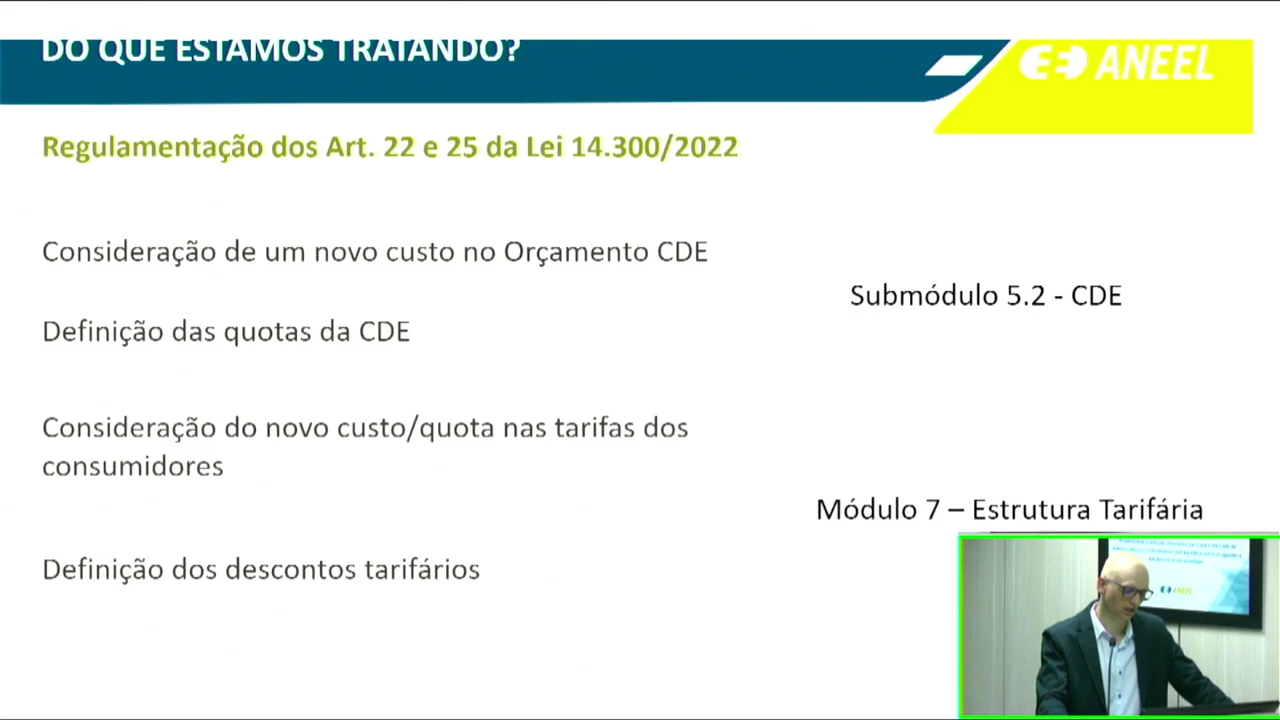 DO QUE ESTAMOS TRATANDO?
ANEEL
Regulamentação dos Art. 22 e 25 da Lei 14.300/2022
Consideração de um novo custo no Orçamento CDE
Submódulo 5.2 - CDE
Definição das quotas da CDE
Consideração do novo custo/quota nas tarifas dos
consumidores
Módulo 7 – Estrutura Tarifária
Definição dos descontos tarifários
ANEEL